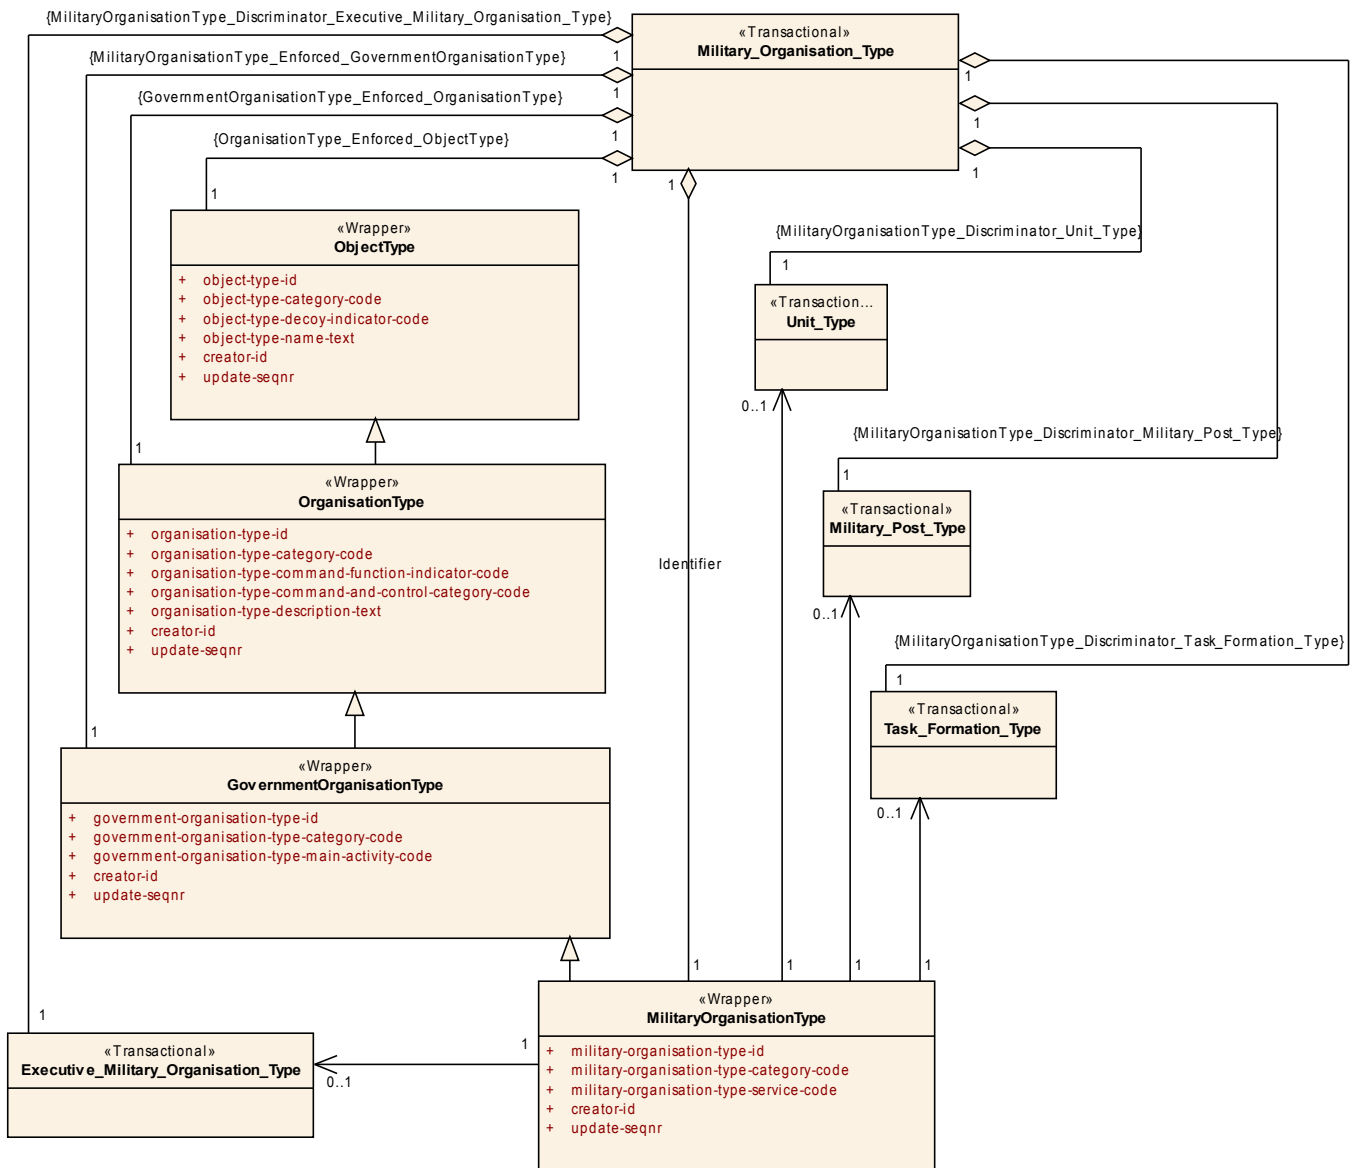 {MilitaryOrganisationType_Discriminator_Executive_Military_Organisation_Type}
1
{MilitaryOrganisationType_Enforced_GovernmentOrganisationType}
1
{GovernmentOrganisationType_Enforced_OrganisationType}
1
{OrganisationType_Enforced_ObjectType}
1
«Transactional»
Military_Organisation_Type
1
1
1
1
1
«Wrapper»
ObjectType
+ object-type-id
+ object-type-category-code
+ object-type-decoy-indicator-code
+ object-type-name-text
+ creator-id
+ update-seqnr
{MilitaryOrganisationType_Discriminator_Unit_Type}
1
«Transaction...
Unit_Type
0..1
{MilitaryOrganisationType_Discriminator_Military_Post_Type}
1
1
«Wrapper»
OrganisationType
+ organisation-type-id
+ organisation-type-category-code
+ organisation-type-command-function-indicator-code
+ organisation-type-command-and-control-category-code
+ organisation-type-description-text
+ creator-id
+ update-seqnr
«Transactional»
Military_Post_Type
Identifier
0..1
{MilitaryOrganisationType_Discriminator_Task_Formation_Type}
1
«Transactional»
Task_Formation_Type
0..1
1
«Wrapper»
GovernmentOrganisationType
+ government-organisation-type-id
+ government-organisation-type-category-code
+ government-organisation-type-main-activity-code
+ creator-id
+ update-seqnr
1
1
1
1
1
«Transactional»
Executive_Military_Organisation_Type
0..1
1
«Wrapper»
MilitaryOrganisationType
+ military-organisation-type-id
+ military-organisation-type-category-code
+ military-organisation-type-service-code
+ creator-id
+ update-seqnr